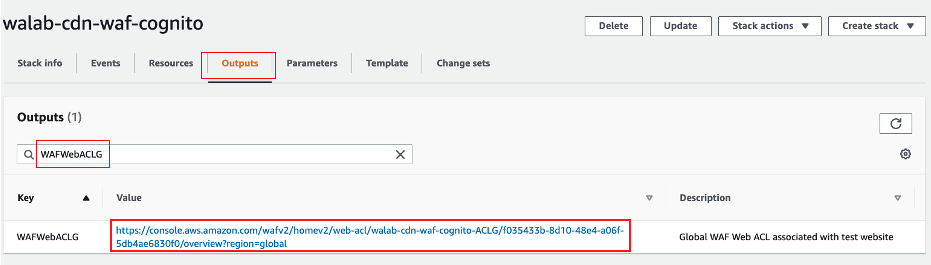 walab-cdn-waf-cognito
Delete Update Stack actions Create stack
Stack info Events Resources Outputs Parameters Template Change sets
Outputs (1)
WAFWebACLG
Key Value Description
WAFWebACLG https://console.aws.amazon.com/wafv2/homev2/web-acl/walab-cdn-waf-cognito-ACLG/f035433b-8d10-48e4-a06f- Global WAF Web ACL associated with test website
5db4ae6830f0/overview?region=global